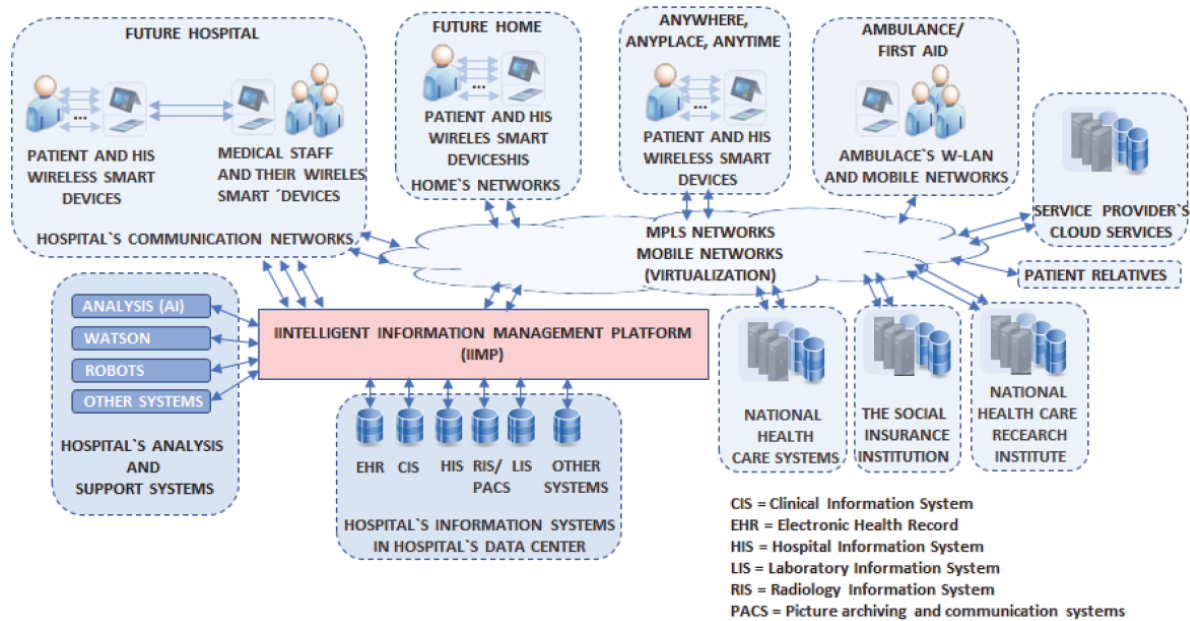 FUTURE HOSPITAL
...
PATIENT AND HIS
WIRELESS SMART
DEVICES
MEDICAL STAFF
AND THEIR WIRELES
SMART ´DEVICES
HOSPITAL`S COMMUNICATION NETWORKS
FUTURE HOME
...
PATIENT AND HIS
WIRELES SMART
DEVICESHIS
HOME`S NETWORKS
ANYWHERE,
ANYPLACE, ANYTIME
...
PATIENT AND HIS
WIRELESS SMART
DEVICES
AMBULANCE/
FIRST AID
AMBULACE`S W-LAN
AND MOBILE NETWORKS
SERVICE PROVIDER`S
CLOUD SERVICES
MPLS NETWORKS
MOBILE NETWORKS
(VIRTUALIZATION)
PATIENT RELATIVES
ANALYSIS (AI)
WATSON
ROBOTS
OTHER SYSTEMS
HOSPITAL`S ANALYSIS
AND
SUPPORT SYSTEMS
IINTELLIGENT INFORMATION MANAGEMENT PLATFORM
(IIMP)
EHR
CIS
HIS
RIS/
PACS
LIS
OTHER
SYSTEMS
HOSPITAL`S INFORMATION SYSTEMS
IN HOSPITAL`S DATA CENTER
NATIONAL
HEALTH
CARE SYSTEMS
THE SOCIAL
INSURANCE
INSTITUTION
NATIONAL
HEALTH CARE
RECEARCH
INSTITUTE
CIS = Clinical Information System
EHR = Electronic Health Record
HIS = Hospital Information System
LIS = Laboratory Information System
RIS = Radiology Information System
PACS = Picture archiving and communication systems